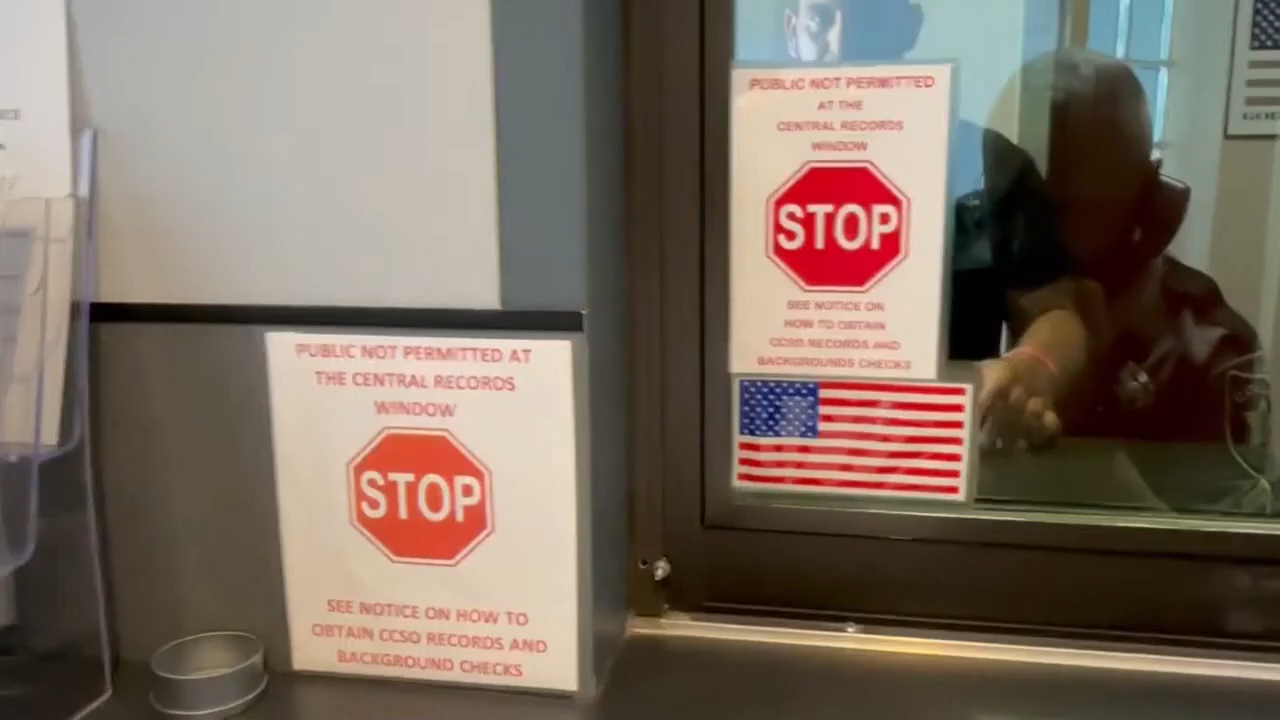 PUBLIC NOT PERMITTED AT
THE CENTRAL RECORDS
WINDOW
STOP
SEE NOTICE ON HOW TO
OBTAIN CCSO RECORDS AND
BACKGROUND CHECKS
PUBLIC NOT PERMITTED
AT THE
CENTRAL RECORDS
WINDOW
STOP
SEE NOTICE ON
HOW TO OBTAIN
CCSO RECORDS AND
BACKGROUNDS CHECKS